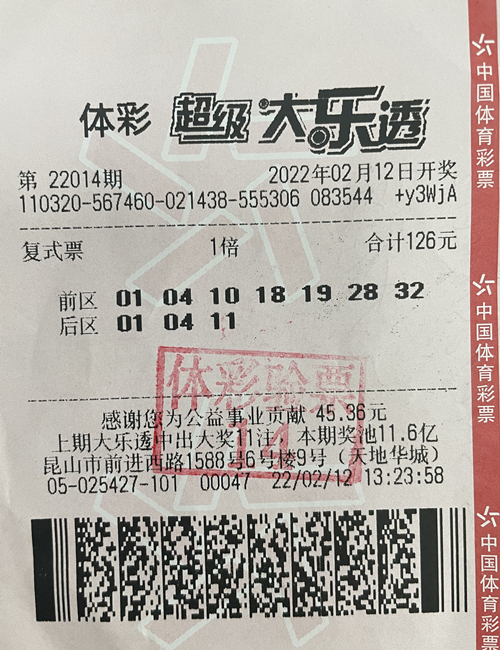 体彩 超级大乐透
第 22014期 2022年02月12日开奖
110320-567460-021438-555306 083544 +y3WjA
复式票 1倍 合计126元
前区 01 04 10 18 19 28 32
后区 01 04 11
体彩验票
14
感谢您为公益事业贡献 45.36元
上期大乐透中出大奖11注，本期奖池11.6亿
昆山市前进西路1588号6号楼9号（天地华城）
05-025427-101 00047 22/02/12 13:23:58
中国体育彩票
中国体育彩票
中国体育彩票